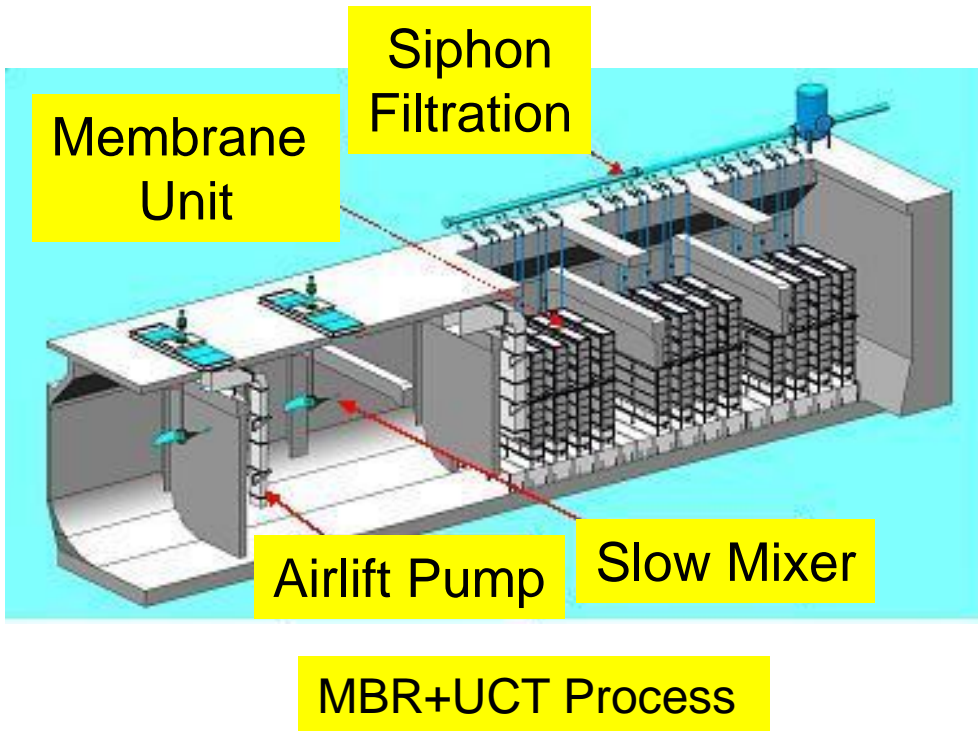 Siphon
Filtration
Membrane
Unit
Airlift Pump
Slow Mixer
MBR+UCT Process